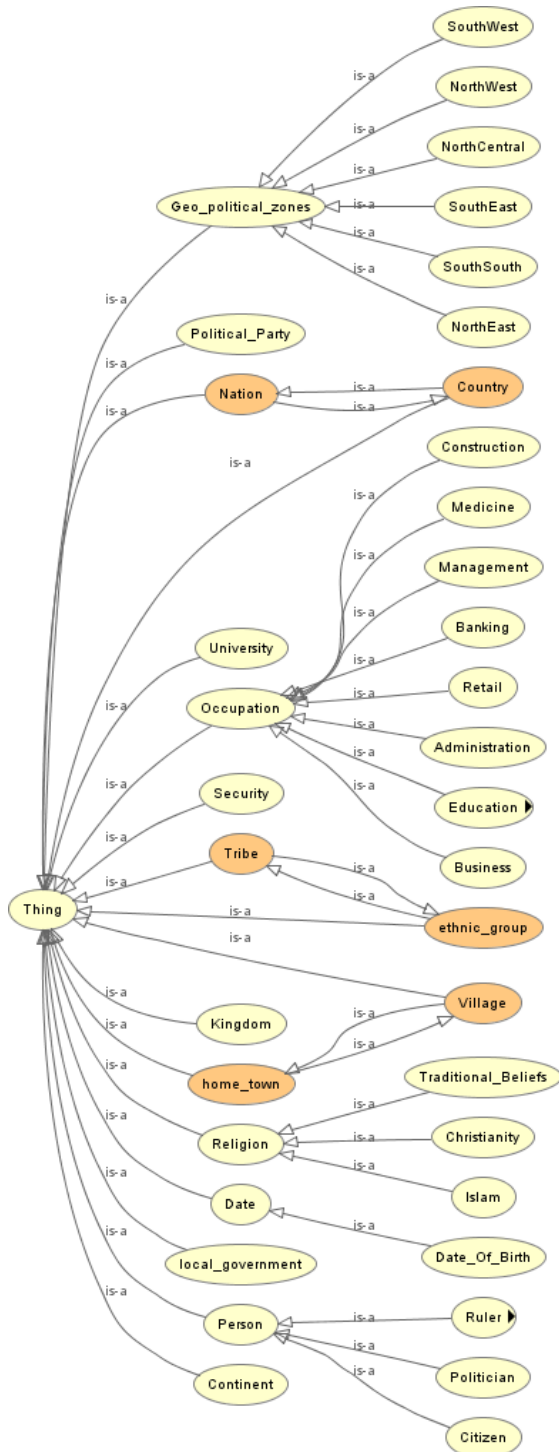 SouthWest
is-a
NorthWest
is-a
NorthCentral
is-a
Geo_political_zones
is-a
SouthEast
is-a
SouthSouth
is-a
is-a
NorthEast
Political_Party
is-a
is-a
Nation
is-a
is-a
Country
Construction
is-a
is-a
Medicine
is-a
Management
is-a
Banking
is-a
University
is-a
Retail
is-a
Occupation
is-a
Administration
is-a
is-a
Security
is-a
Education
is-a
Tribe
is-a
is-a
Business
is-a
is-a
Thing
is-a
ethnic_group
is-a
is-a
Village
is-a
Kingdom
is-a
is-a
home_town
Traditional_Beliefs
is-a
is-a
Religion
is-a
Christianity
is-a
Islam
is-a
Date
is-a
is-a
local_government
Date_Of_Birth
is-a
Person
is-a
Ruler
is-a
is-a
Continent
is-a
Politician
Citizen